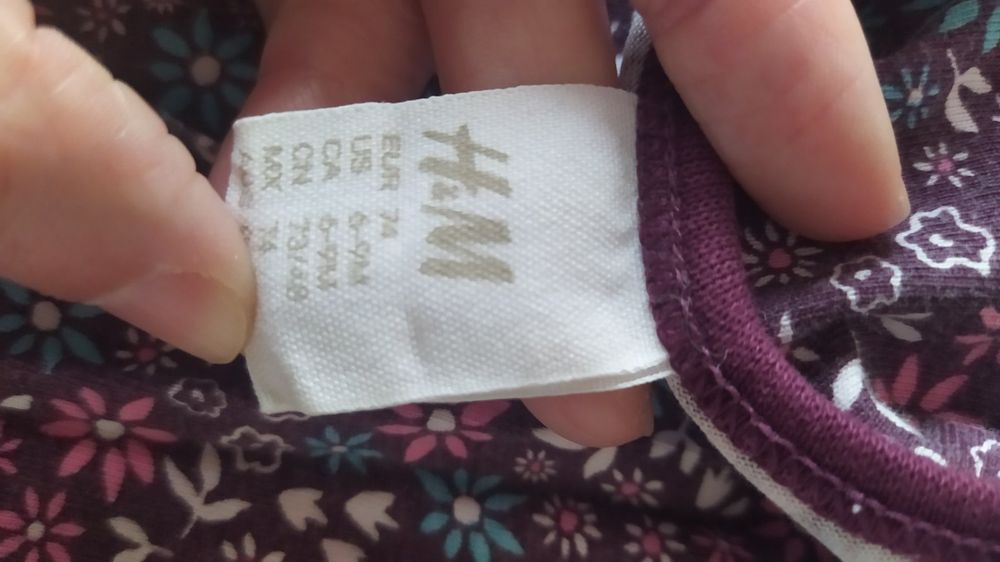 H&M
EUR 74
US 6-9M
CA 6-9M
CN 73/48
MX 74